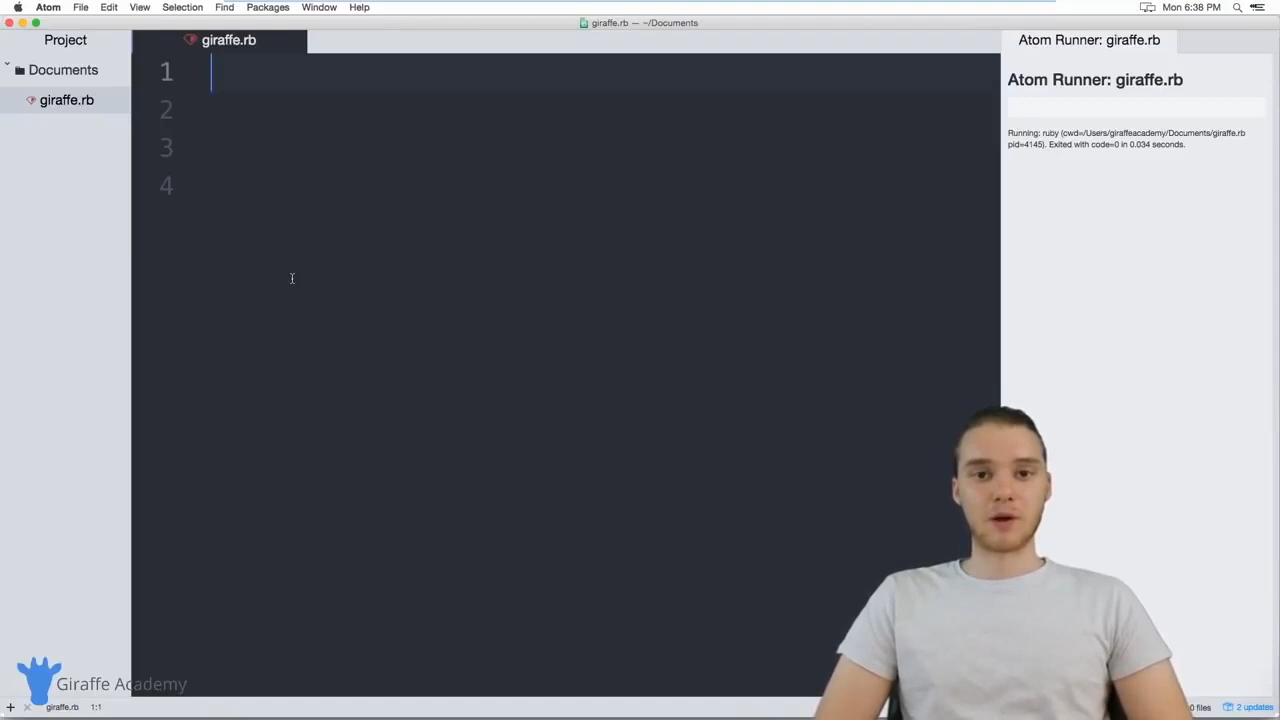 Atom File Edit View Selection Find Packages Window Help Mon 6:38 PM
giraffe.rb — ~/Documents
Project giraffe.rb Atom Runner: giraffe.rb
Documents
giraffe.rb
1
2
3
4
Atom Runner: giraffe.rb
Running: ruby (cwd=/Users/giraffeacademy/Documents/giraffe.rb
pid=4145). Exited with code=0 in 0.034 seconds.
Giraffe Academy
giraffe.rb 1:1 0 files 2 updates